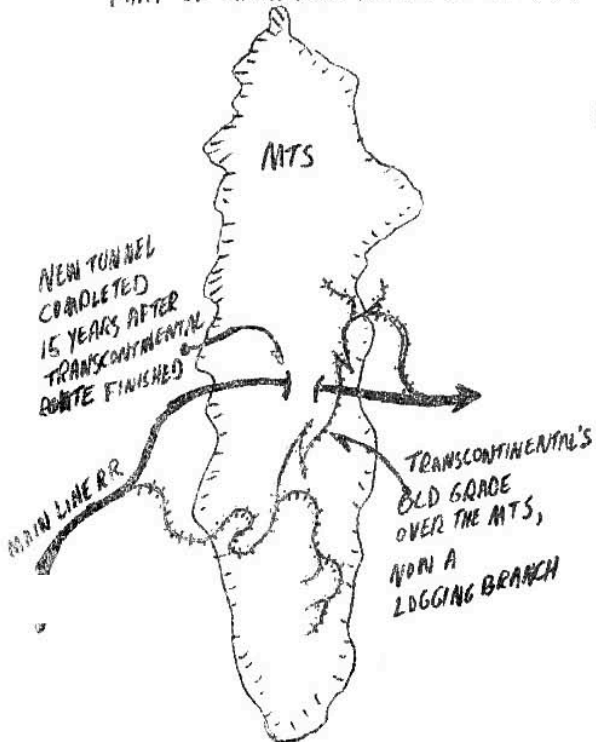 MTS
NEW TUNNEL
COMPLETED
15 YEARS AFTER
TRANSCONTINENTAL
ROUTE FINISHED
MAIN LINE RR
TRANSCONTINENTAL'S
OLD GRADE
OVER THE MTS,
NOW A
LOGGING BRANCH